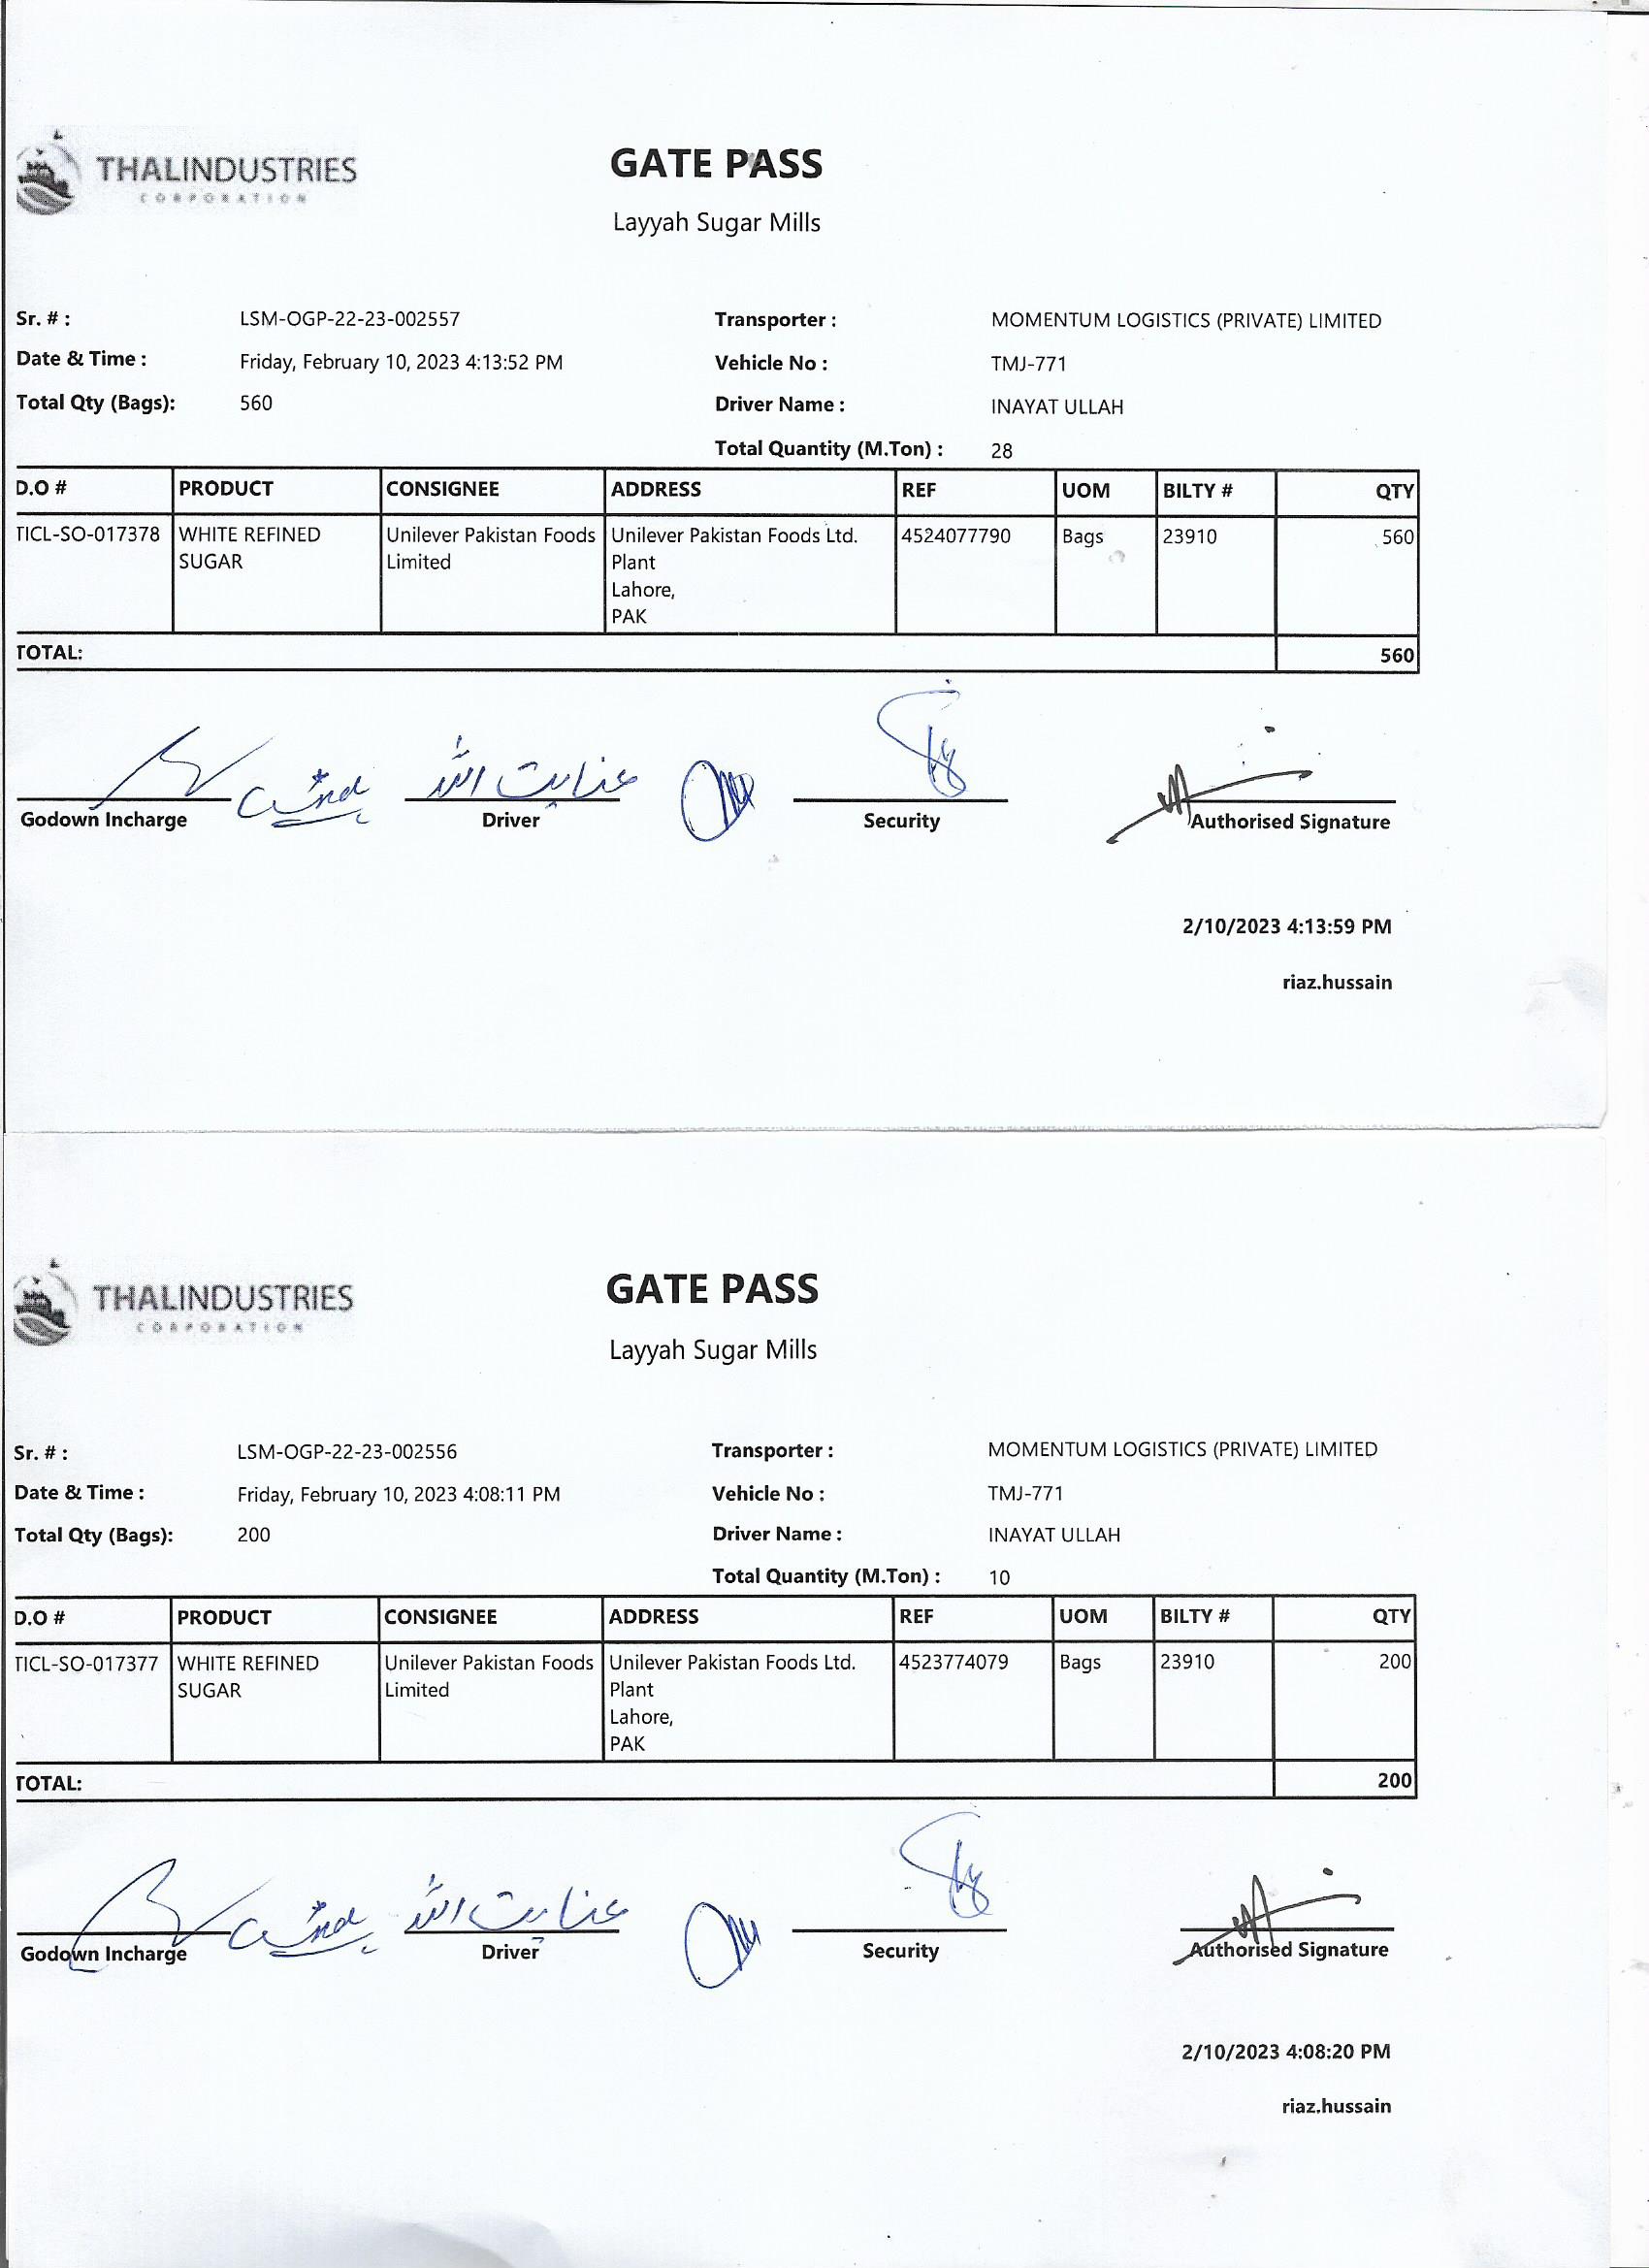 THALINDUSTRIES
CORPORATION
GATE PASS
Layyah Sugar Mills
Sr. # : LSM-OGP-22-23-002557 Transporter : MOMENTUM LOGISTICS (PRIVATE) LIMITED
Date & Time : Friday, February 10, 2023 4:13:52 PM Vehicle No : TMJ-771
Total Qty (Bags): 560 Driver Name : INAYAT ULLAH
Total Quantity (M.Ton) : 28
D.O # PRODUCT CONSIGNEE ADDRESS REF UOM BILTY # QTY
TICL-SO-017378 WHITE REFINED Unilever Pakistan Foods Unilever Pakistan Foods Ltd. 4524077790 Bags 23910 560
SUGAR Limited Plant
Lahore,
PAK
TOTAL: 560
عنایت اللہ
Godown Incharge Driver Security Authorised Signature
2/10/2023 4:13:59 PM
riaz.hussain
THALINDUSTRIES
CORPORATION
GATE PASS
Layyah Sugar Mills
Sr. # : LSM-OGP-22-23-002556 Transporter : MOMENTUM LOGISTICS (PRIVATE) LIMITED
Date & Time : Friday, February 10, 2023 4:08:11 PM Vehicle No : TMJ-771
Total Qty (Bags): 200 Driver Name : INAYAT ULLAH
Total Quantity (M.Ton) : 10
D.O # PRODUCT CONSIGNEE ADDRESS REF UOM BILTY # QTY
TICL-SO-017377 WHITE REFINED Unilever Pakistan Foods Unilever Pakistan Foods Ltd. 4523774079 Bags 23910 200
SUGAR Limited Plant
Lahore,
PAK
TOTAL: 200
عنایت اللہ
Godown Incharge Driver Security Authorised Signature
2/10/2023 4:08:20 PM
riaz.hussain